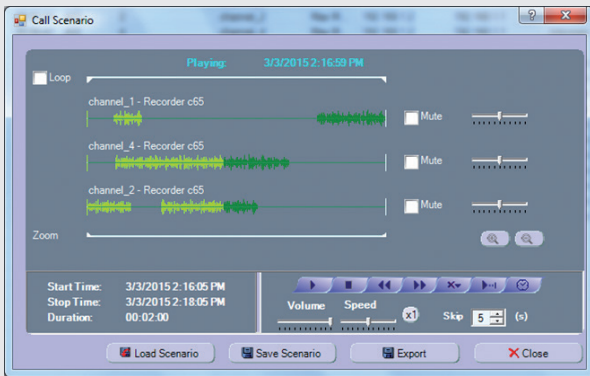 Call Scenario
Playing: 3/3/2015 2:16:59 PM
Loop
channel_1 - Recorder c65
Mute
channel_4 - Recorder c65
Mute
channel_2 - Recorder c65
Mute
Zoom
Start Time: 3/3/2015 2:16:05 PM
Stop Time: 3/3/2015 2:18:05 PM
Duration: 00:02:00
Volume Speed x1 Skip 5 (s)
Load Scenario Save Scenario Export Close